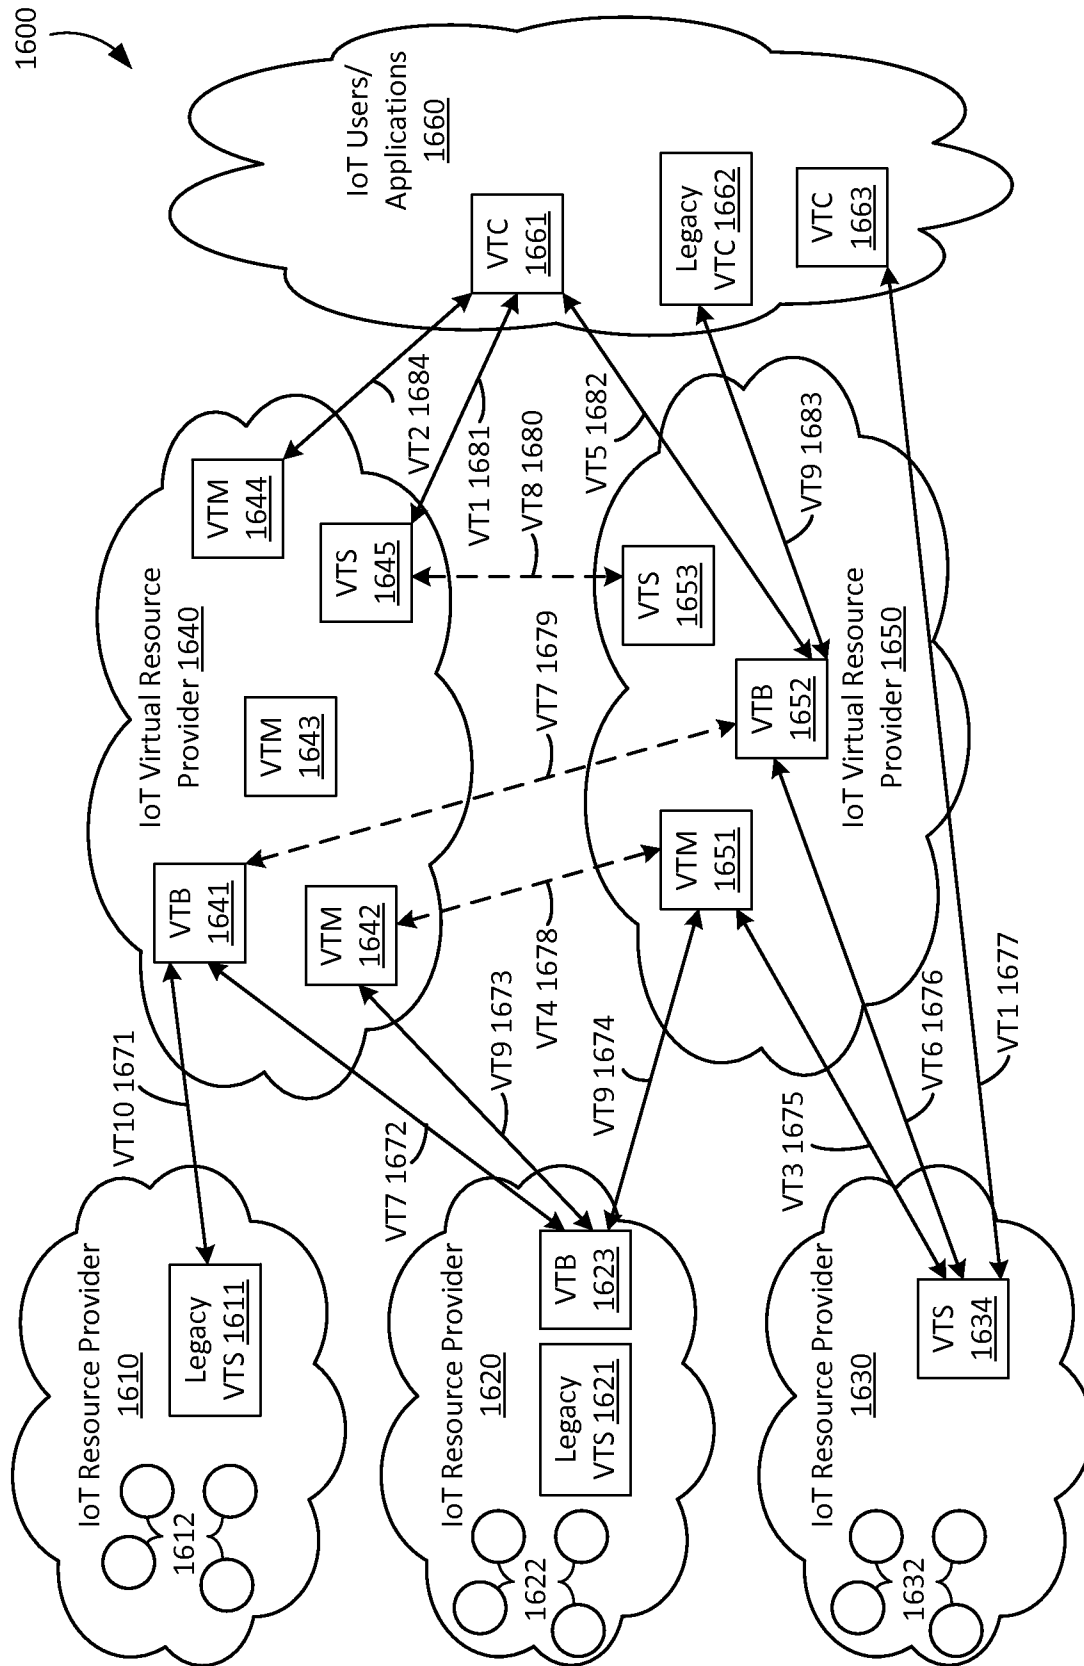 1600
IoT Resource Provider
1610
Legacy
VTS 1611
1612
IoT Resource Provider
1620
Legacy
VTS 1621
VTB
1623
1622
IoT Resource Provider
1630
VTS
1634
1632
VT10 1671
VT7 1672
VT9 1673
VT9 1674
VT3 1675
VT6 1676
VT1 1677
IoT Virtual Resource
Provider 1640
VTB
1641
VTM
1642
VTM
1643
VTM
1644
VTS
1645
VT4 1678
VT7 1679
VT8 1680
VTM
1651
VTB
1652
VTS
1653
IoT Virtual Resource
Provider 1650
VT2 1684
VT1 1681
VT5 1682
VT9 1683
IoT Users/
Applications
1660
VTC
1661
Legacy
VTC 1662
VTC
1663